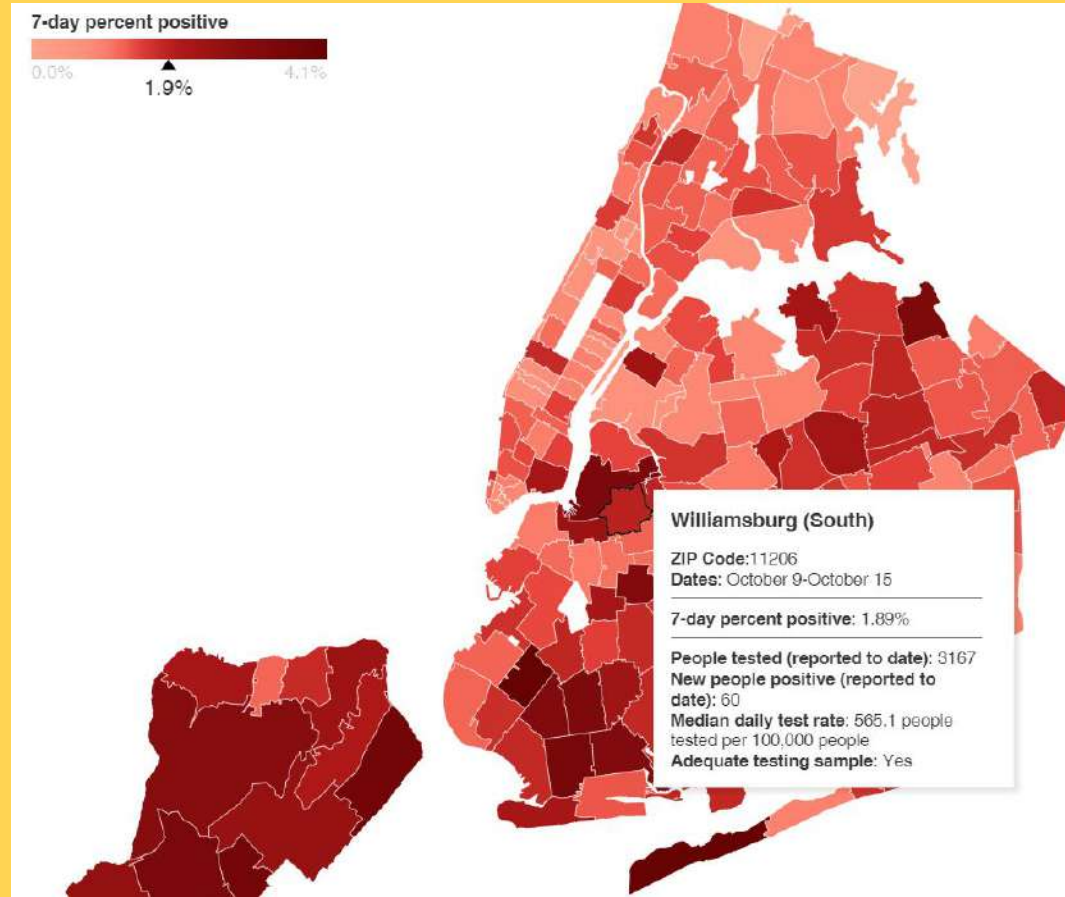 7-day percent positive
0.0% 4.1%
1.9%
Williamsburg (South)
ZIP Code:11206
Dates: October 9-October 15
7-day percent positive: 1.89%
People tested (reported to date): 3167
New people positive (reported to
date): 60
Median daily test rate: 565.1 people
tested per 100,000 people
Adequate testing sample: Yes